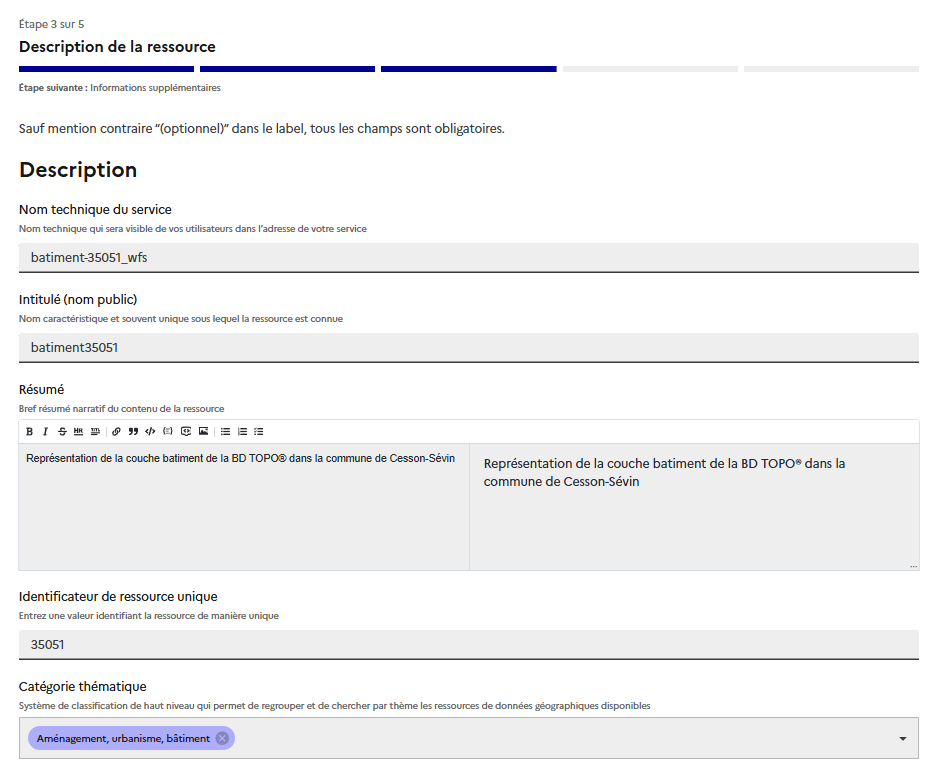 Étape 3 sur 5
Description de la ressource
Étape suivante : Informations supplémentaires
Sauf mention contraire “(optionnel)” dans le label, tous les champs sont obligatoires.
Description
Nom technique du service
Nom technique qui sera visible de vos utilisateurs dans l’adresse de votre service
batiment-35051_wfs
Intitulé (nom public)
Nom caractéristique et souvent unique sous lequel la ressource est connue
batiment35051
Résumé
Bref résumé narratif du contenu de la ressource
Représentation de la couche batiment de la BD TOPO® dans la commune de Cesson-Sévin
Représentation de la couche batiment de la BD TOPO® dans la
commune de Cesson-Sévin
Identificateur de ressource unique
Entrez une valeur identifiant la ressource de manière unique
35051
Catégorie thématique
Système de classification de haut niveau qui permet de regrouper et de chercher par thème les ressources de données géographiques disponibles
Aménagement, urbanisme, bâtiment